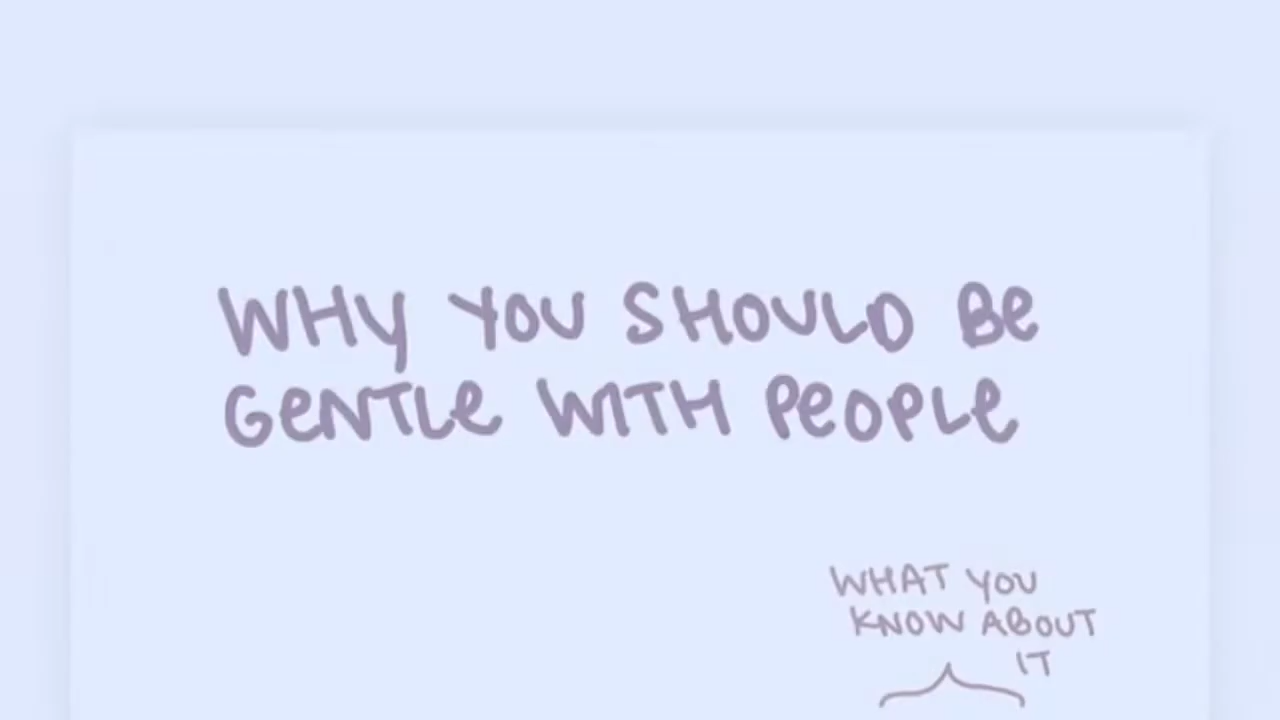 WHY YOU SHOULD BE
GENTLE WITH PEOPLE
WHAT YOU
KNOW ABOUT
IT